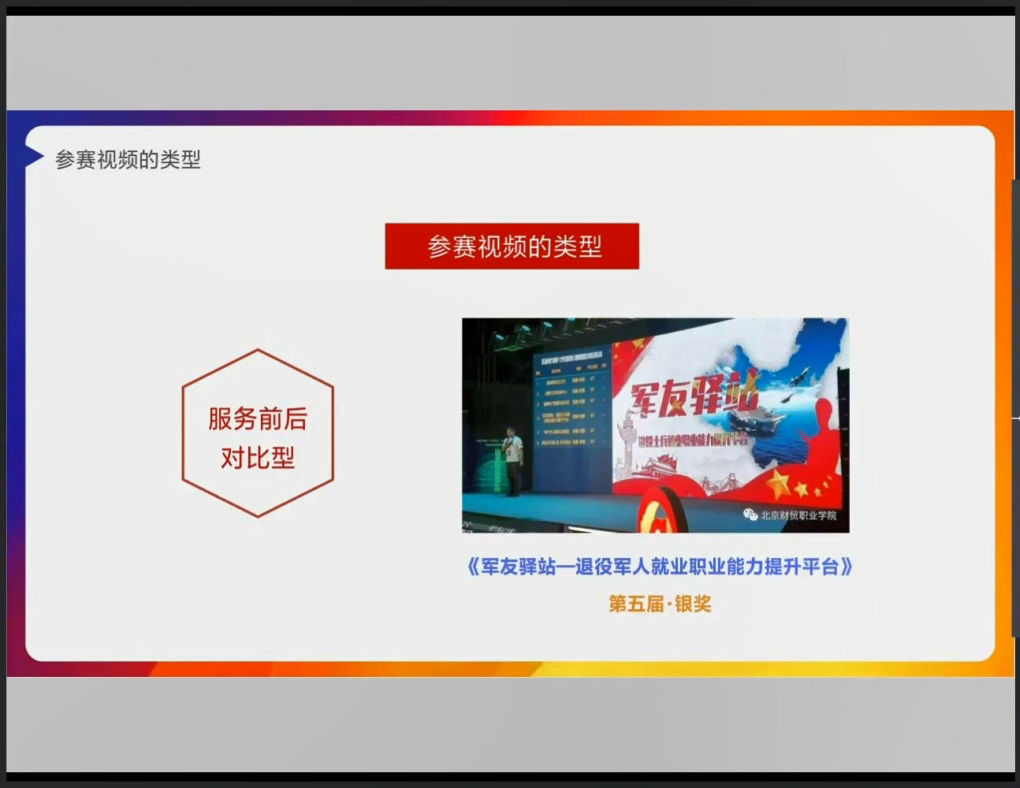 参赛视频的类型
参赛视频的类型
服务前后
对比型
军友驿站
北京财贸职业学院
《军友驿站—退役军人就业职业能力提升平台》
第五届·银奖